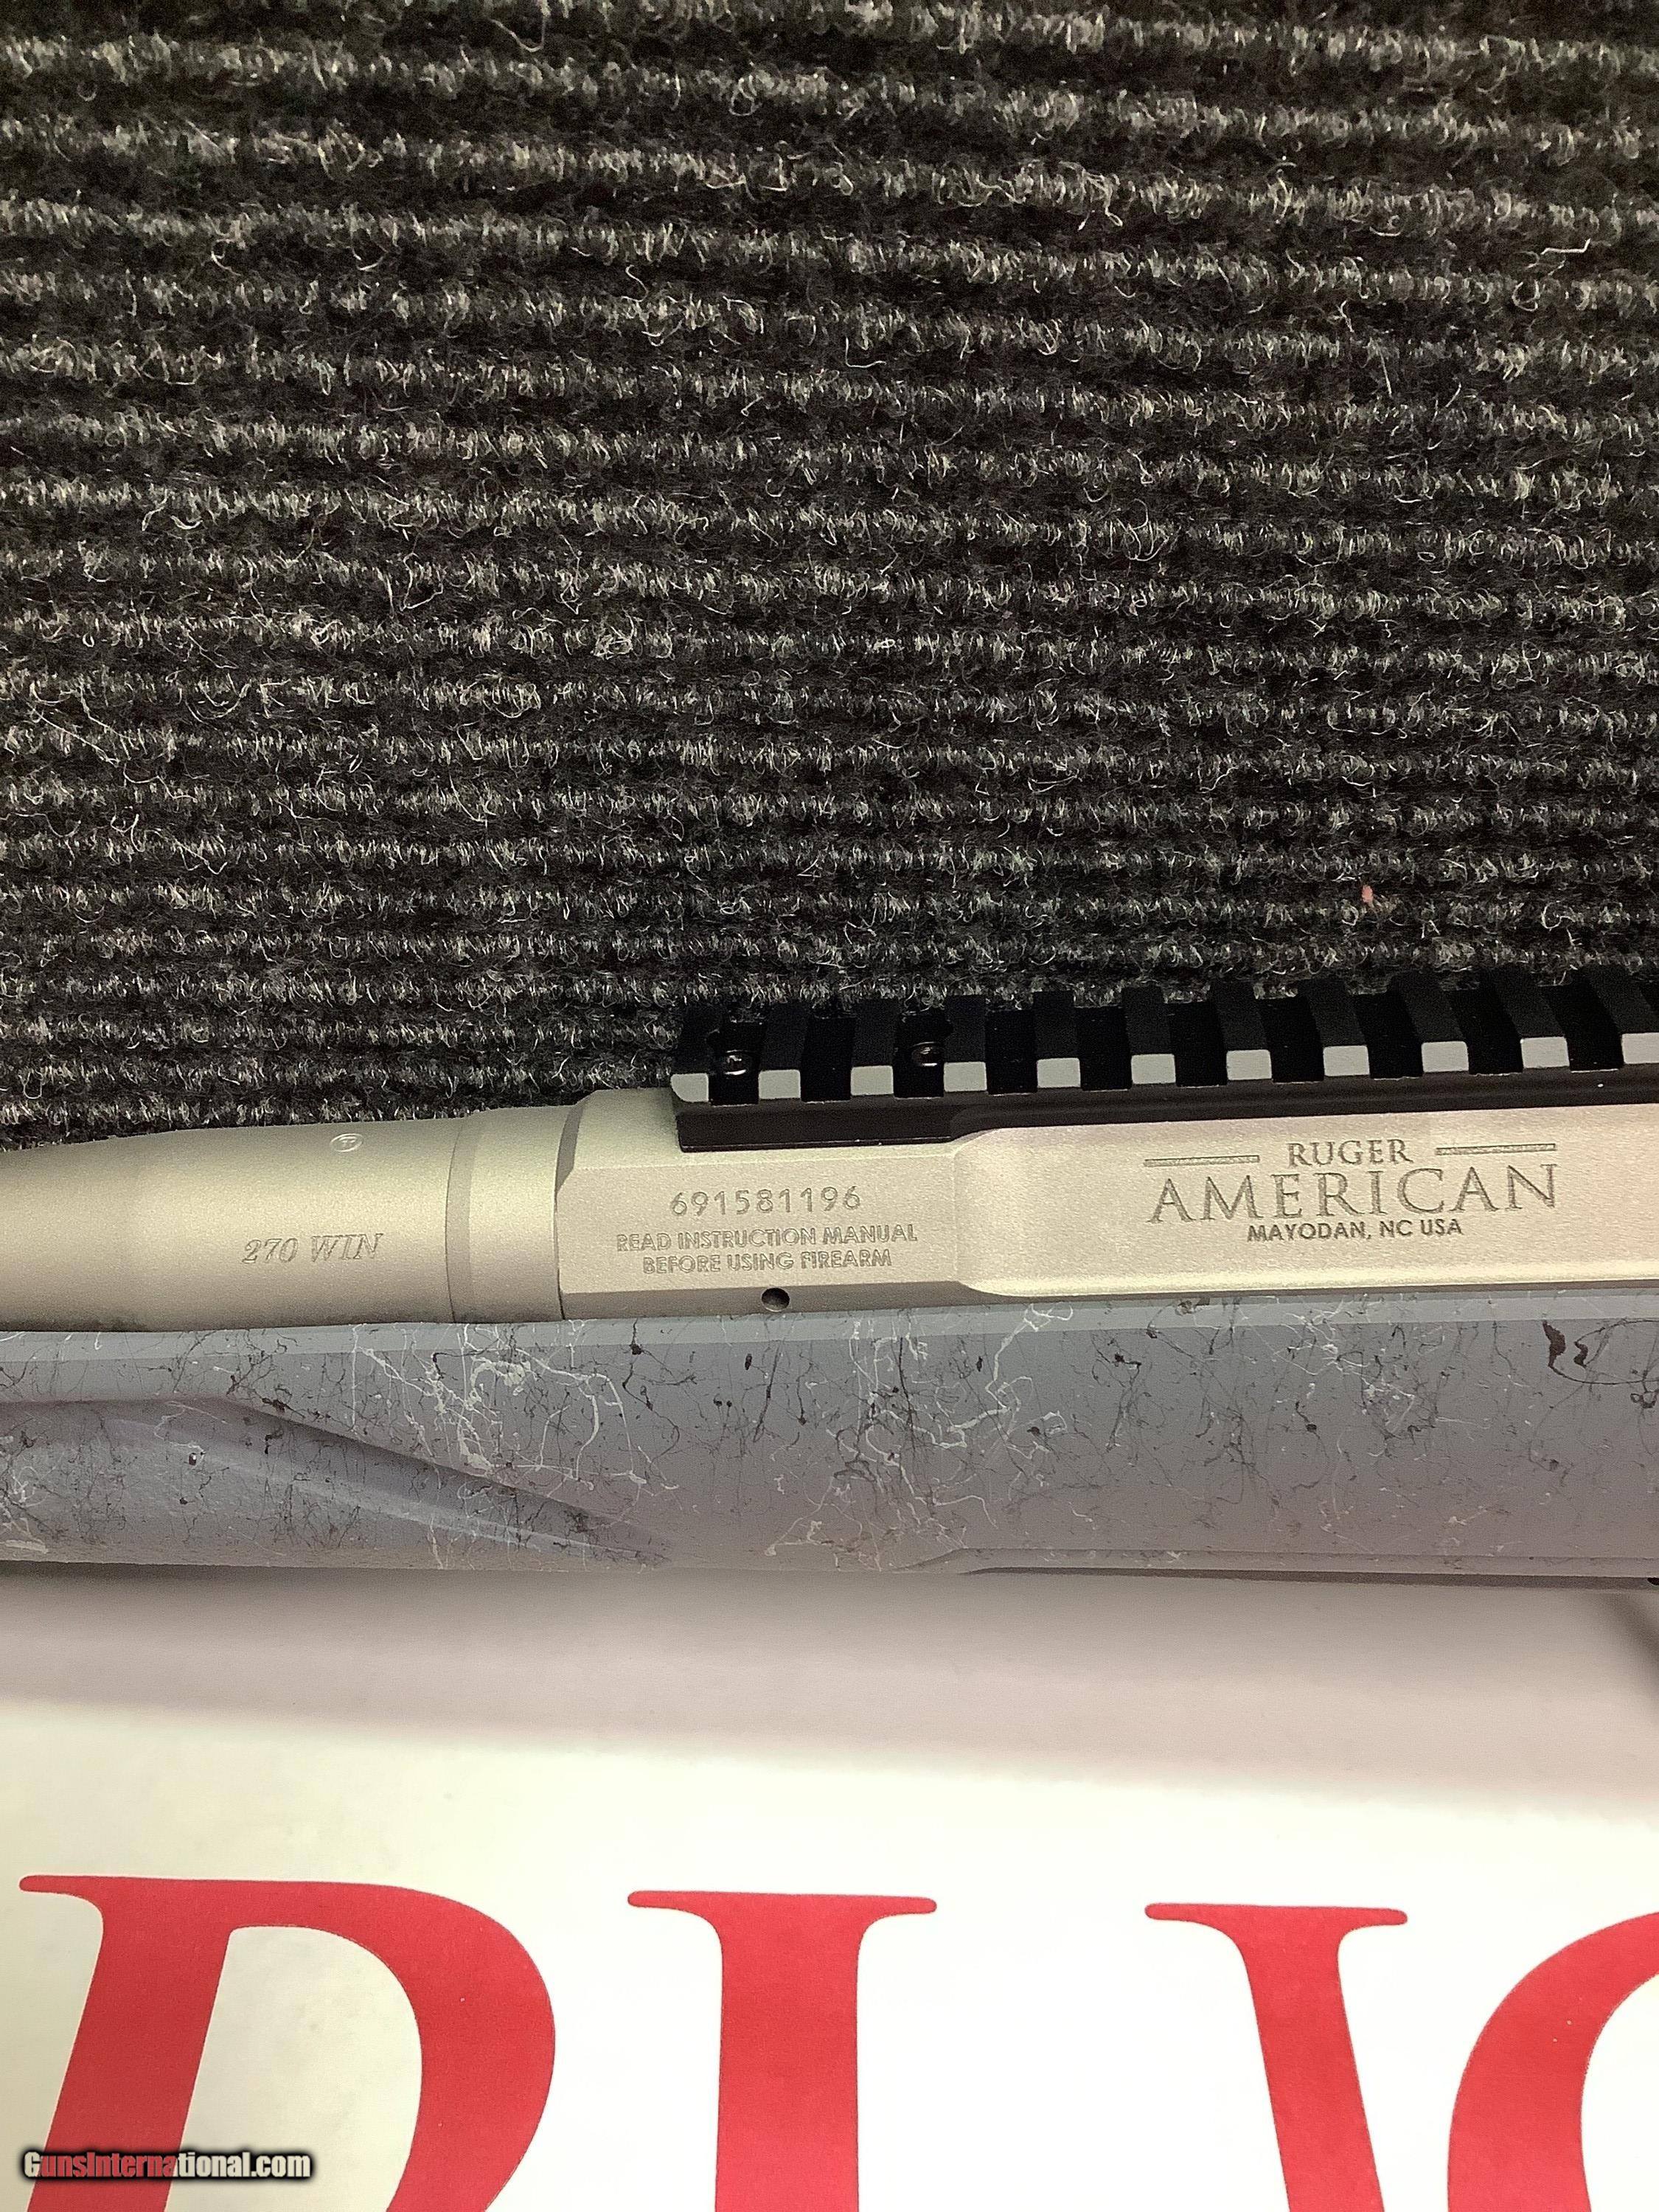 RUGER
AMERICAN
MAYODAN, NC USA
691581196
READ INSTRUCTION MANUAL
BEFORE USING FIREARM
270 WIN
GunsInternational.com